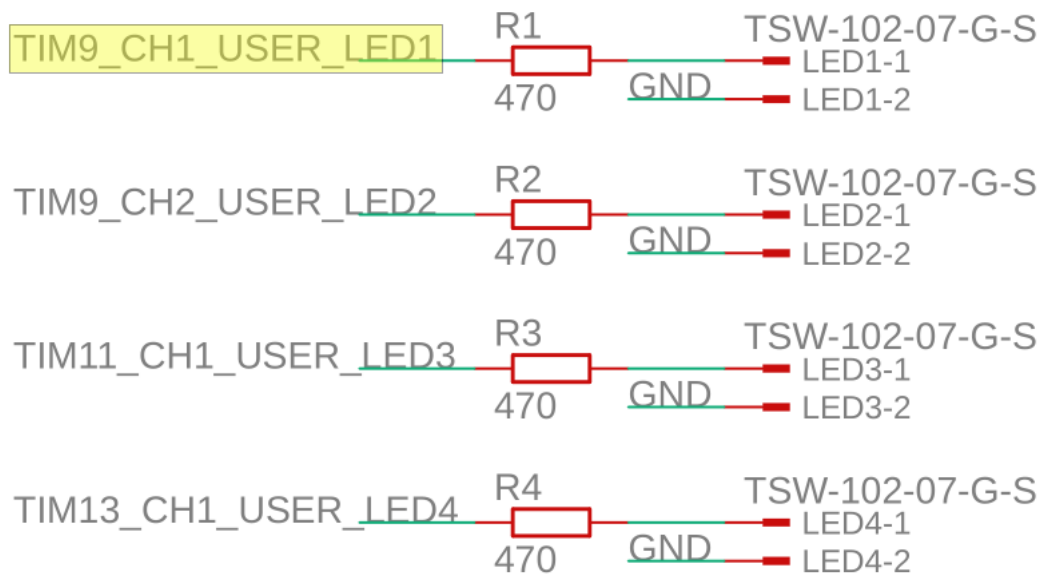 R1 TSW-102-07-G-S
TIM9_CH1_USER_LED1 LED1-1
470 GND LED1-2
R2 TSW-102-07-G-S
TIM9_CH2_USER_LED2 LED2-1
470 GND LED2-2
R3 TSW-102-07-G-S
TIM11_CH1_USER_LED3 LED3-1
470 GND LED3-2
R4 TSW-102-07-G-S
TIM13_CH1_USER_LED4 LED4-1
470 GND LED4-2